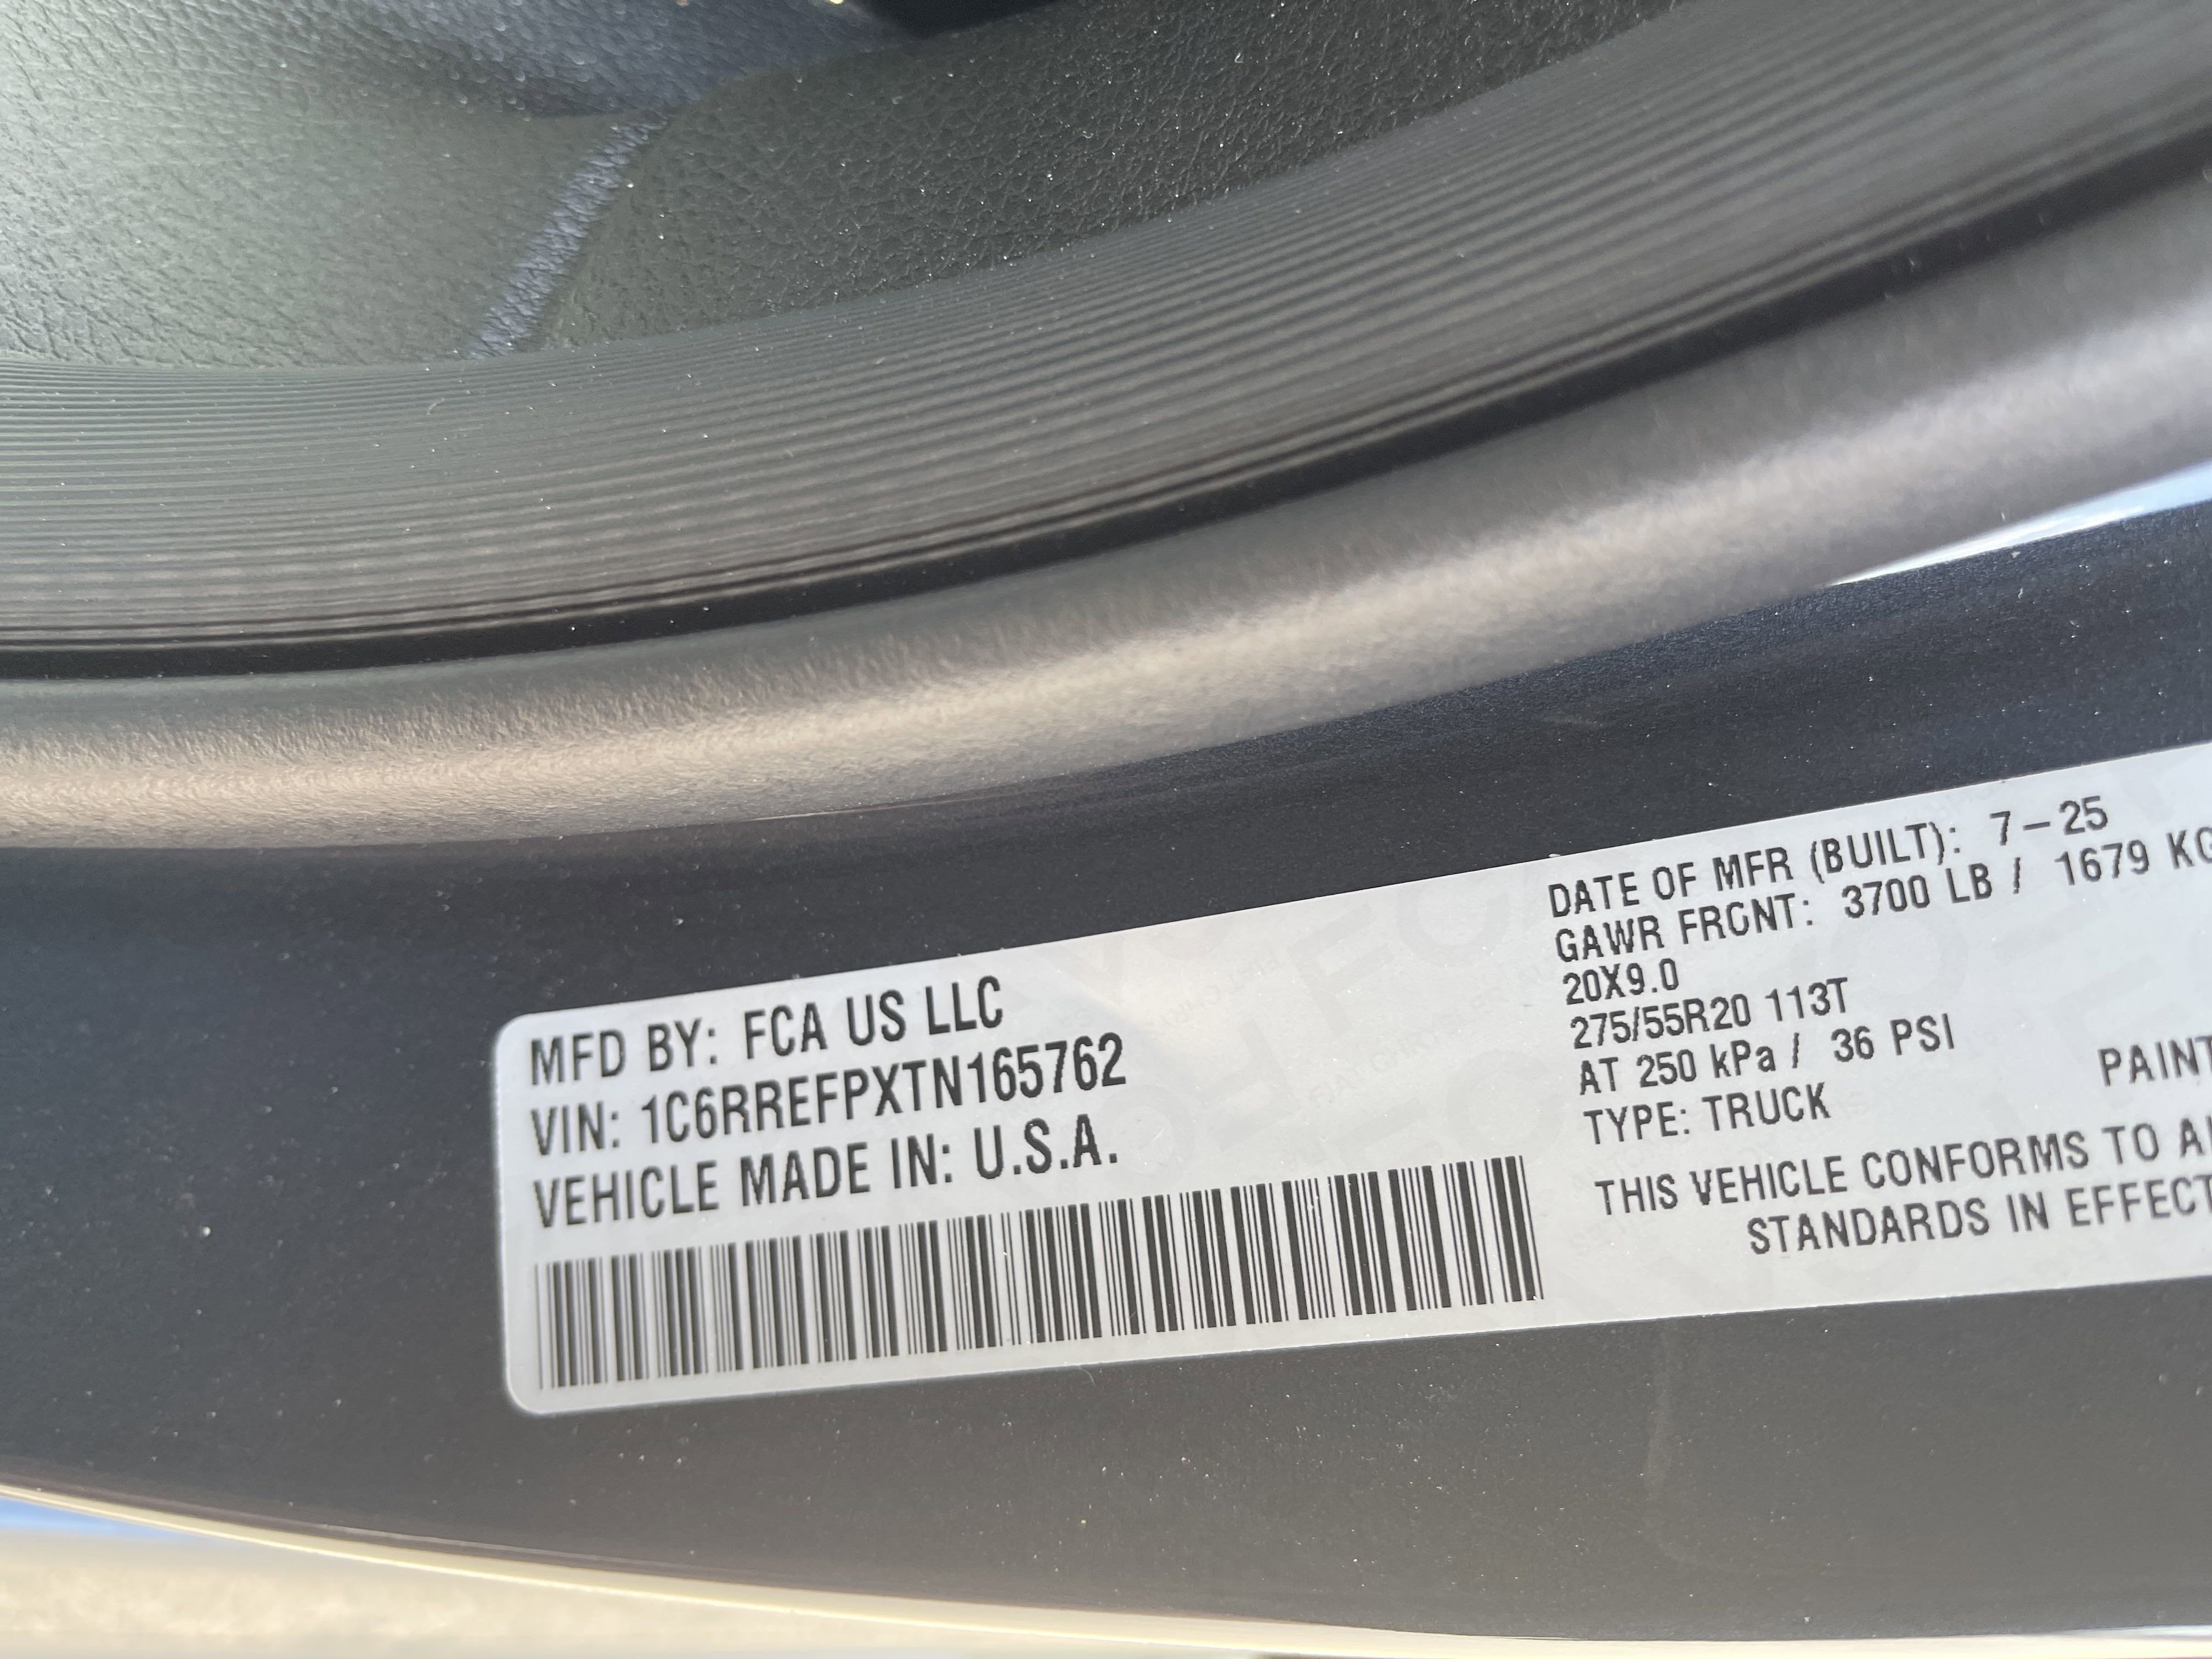 MFD BY: FCA US LLC
VIN: 1C6RREFPXTN165762
VEHICLE MADE IN: U.S.A.
DATE OF MFR (BUILT): 7-25
GAWR FRONT: 3700 LB / 1679 KG
20X9.0
275/55R20 113T
AT 250 kPa / 36 PSI
TYPE: TRUCK
PAINT
THIS VEHICLE CONFORMS TO
STANDARDS IN EFFECT